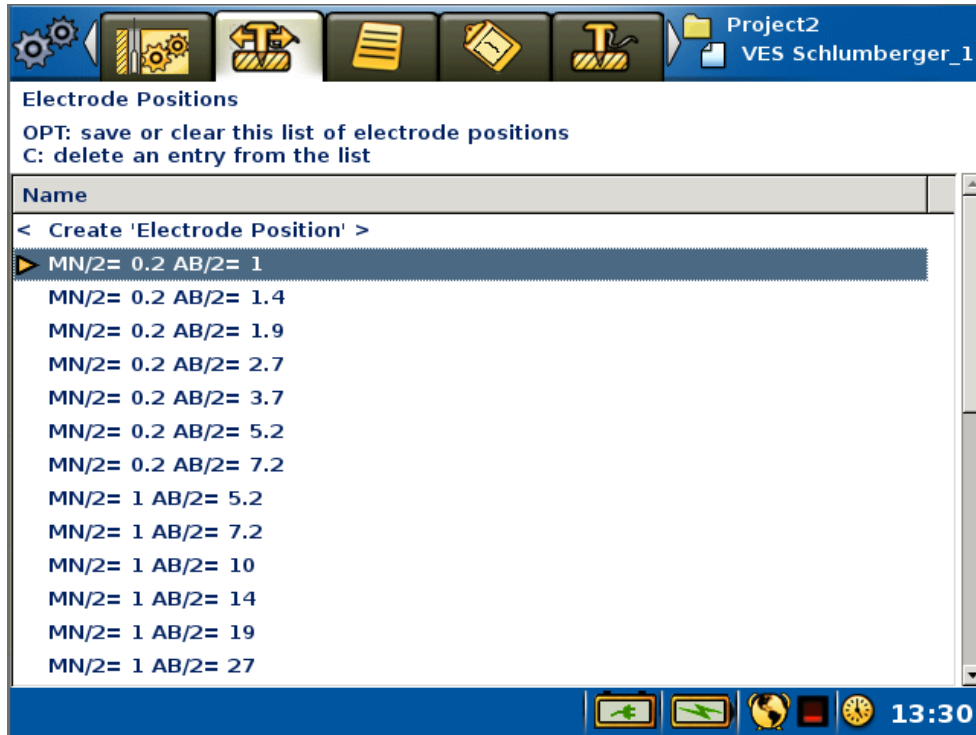 Project2
VES Schlumberger_1
Electrode Positions
OPT: save or clear this list of electrode positions
C: delete an entry from the list
Name
< Create 'Electrode Position' >
MN/2= 0.2 AB/2= 1
MN/2= 0.2 AB/2= 1.4
MN/2= 0.2 AB/2= 1.9
MN/2= 0.2 AB/2= 2.7
MN/2= 0.2 AB/2= 3.7
MN/2= 0.2 AB/2= 5.2
MN/2= 0.2 AB/2= 7.2
MN/2= 1 AB/2= 5.2
MN/2= 1 AB/2= 7.2
MN/2= 1 AB/2= 10
MN/2= 1 AB/2= 14
MN/2= 1 AB/2= 19
MN/2= 1 AB/2= 27
13:30